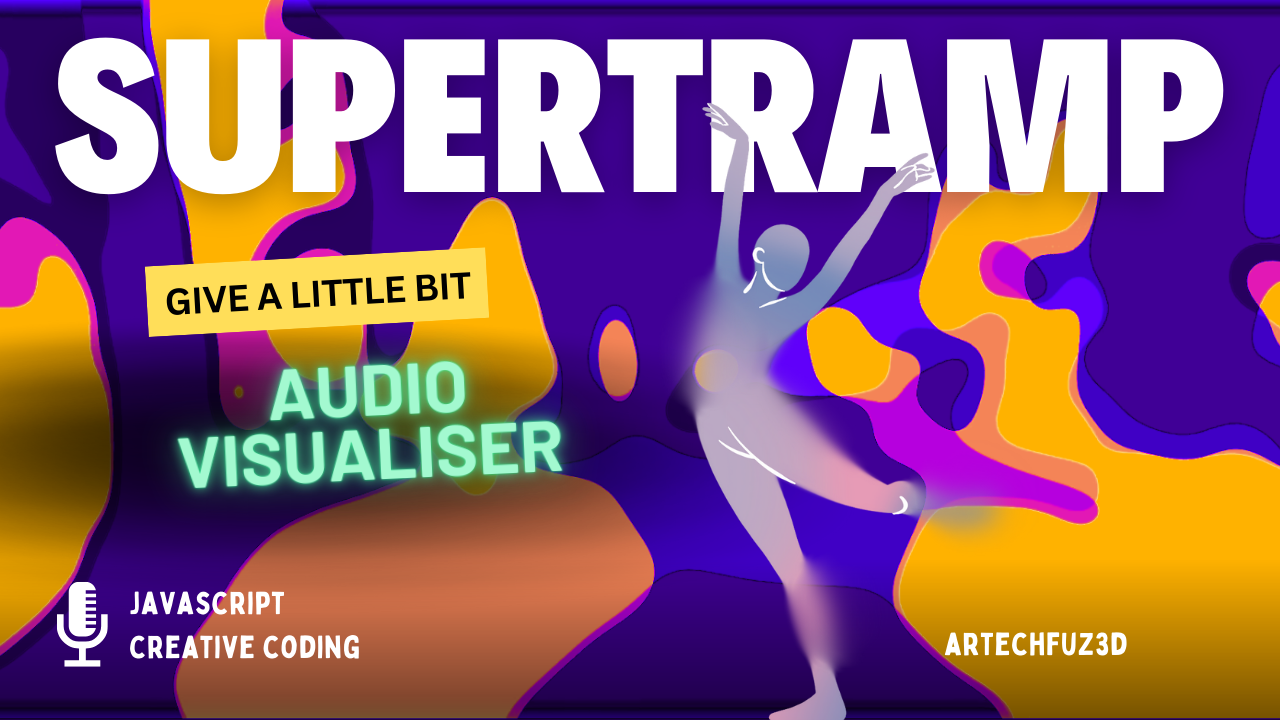 SUPERTRAMP
GIVE A LITTLE BIT
AUDIO
VISUALISER
JAVASCRIPT
CREATIVE CODING
ARTECHFUZ3D